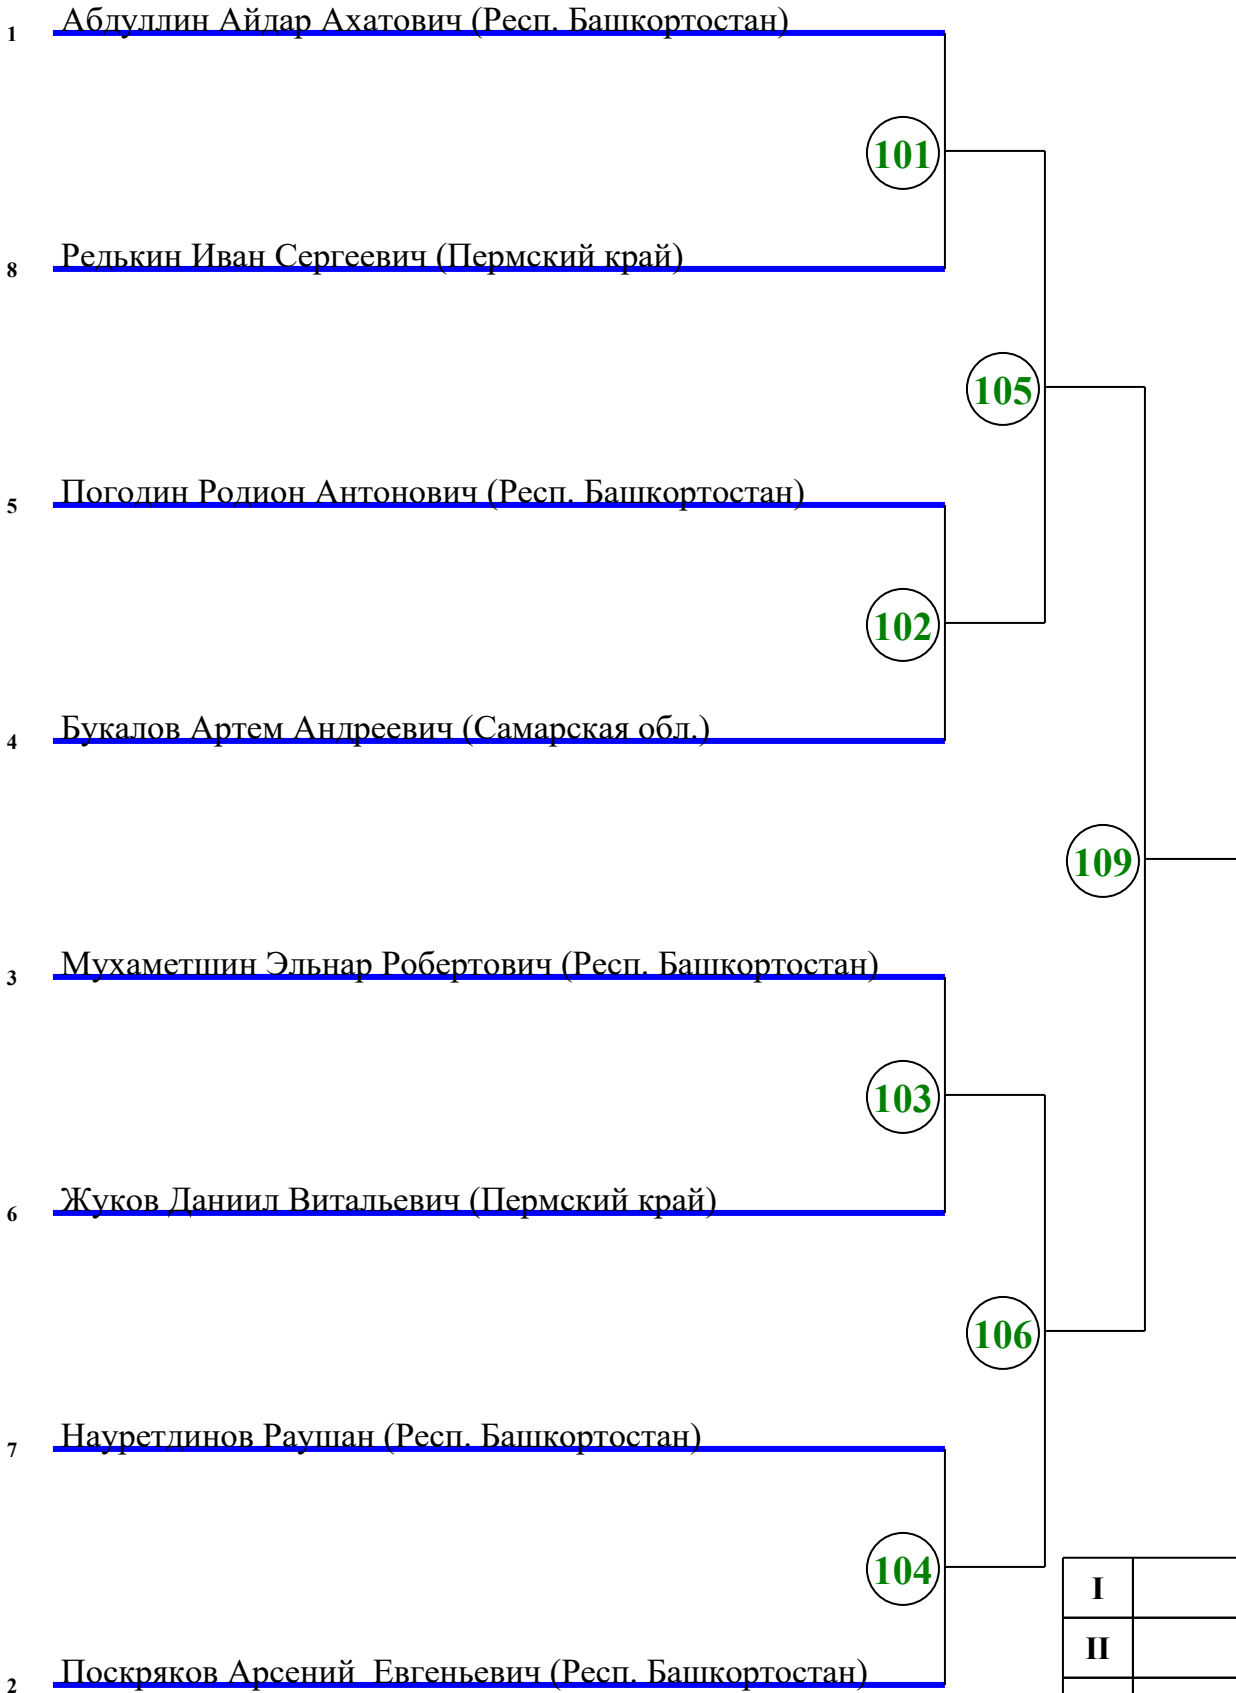 1 Абдуллин Айдар Ахатович (Респ. Башкортостан)
101
8 Редькин Иван Сергеевич (Пермский край)
105
5 Погодин Родион Антонович (Респ. Башкортостан)
102
4 Букалов Артем Андреевич (Самарская обл.)
109
3 Мухаметшин Эльнар Робертович (Респ. Башкортостан)
103
6 Жуков Даниил Витальевич (Пермский край)
106
7 Науретдинов Раушан (Респ. Башкортостан)
104
I
II
2 Поскряков Арсений  Евгеньевич (Респ. Башкортостан)